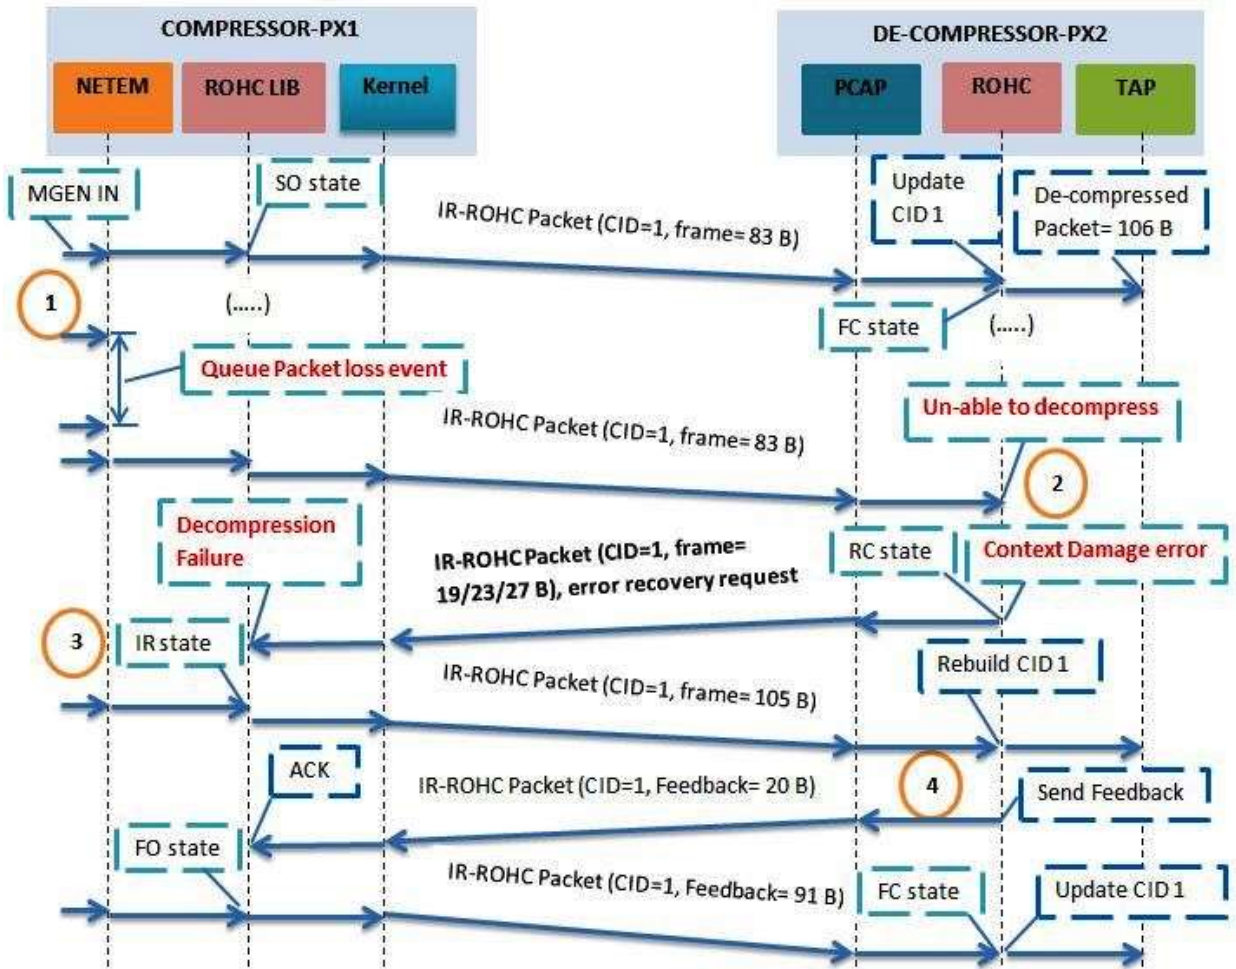 COMPRESSOR-PX1
DE-COMPRESSOR-PX2
NETEM
ROHC LIB
Kernel
PCAP
ROHC
TAP
MGEN IN
SO state
IR-ROHC Packet (CID=1, frame= 83 B)
Update
CID 1
De-compressed
Packet= 106 B
1
(.....)
FC state
(.....)
Queue Packet loss event
IR-ROHC Packet (CID=1, frame= 83 B)
Un-able to decompress
2
Decompression
Failure
IR-ROHC Packet (CID=1, frame=
19/23/27 B), error recovery request
RC state
Context Damage error
3
IR state
IR-ROHC Packet (CID=1, frame= 105 B)
Rebuild CID 1
ACK
IR-ROHC Packet (CID=1, Feedback= 20 B)
4
Send Feedback
FO state
IR-ROHC Packet (CID=1, Feedback= 91 B)
FC state
Update CID 1